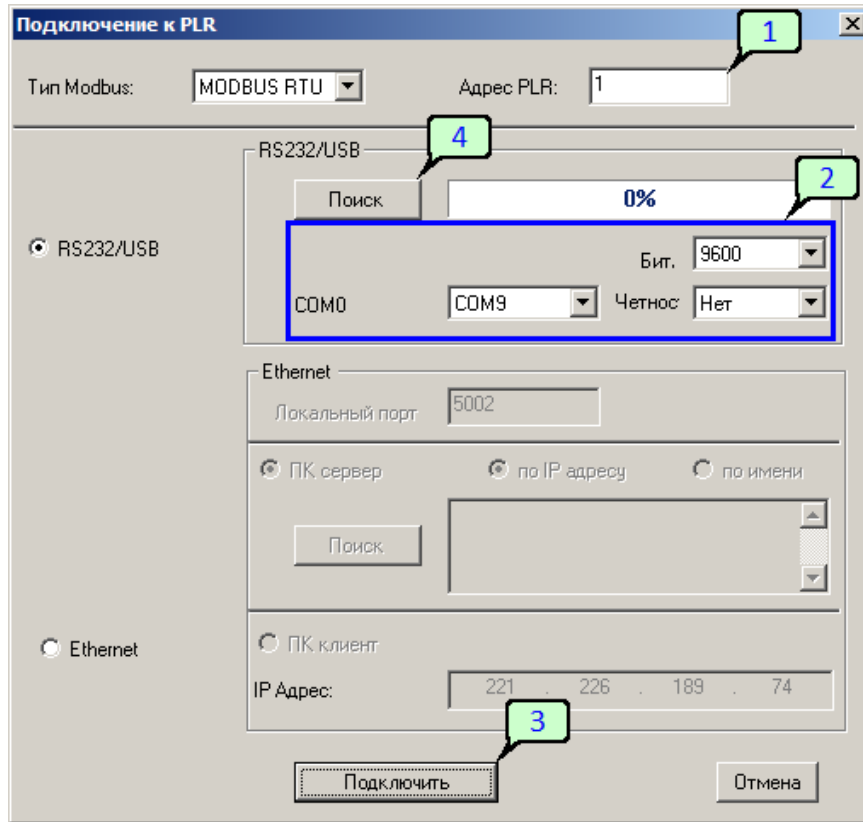 Подключение к PLR
1
Тип Modbus: MODBUS RTU Адрес PLR: 1
RS232/USB
4
Поиск 0%
2
RS232/USB
Бит. 9600
COM0 COM9 Четнос Нет
Ethernet
Локальный порт 5002
ПК сервер по IP адресу по имени
Поиск
Ethernet
ПК клиент
IP Адрес: 221 . 226 . 189 . 74
3
Подключить Отмена